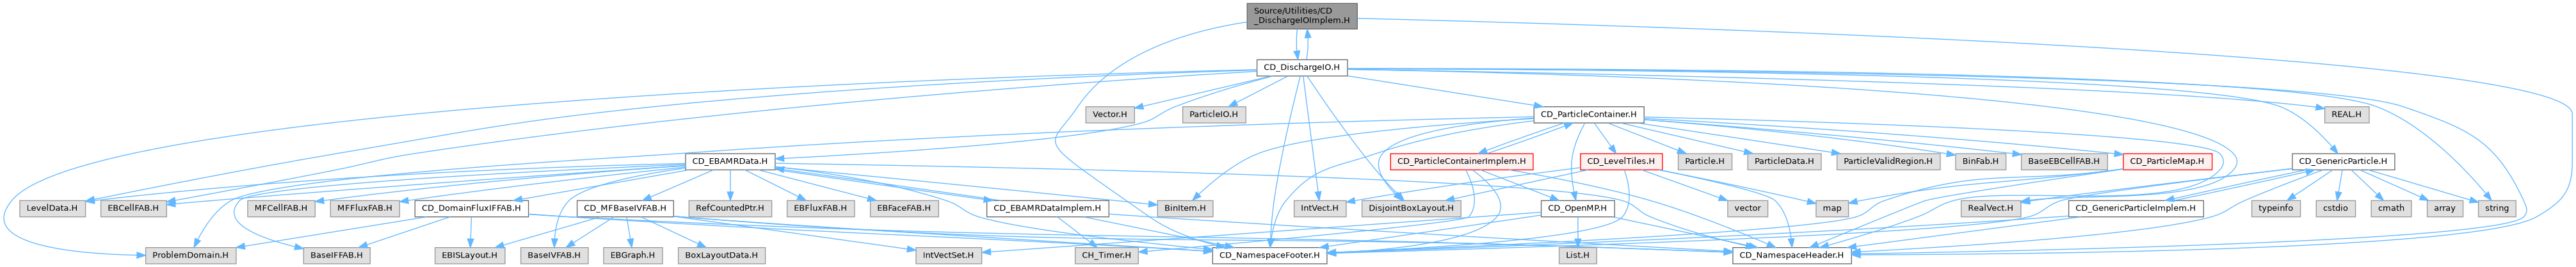 Source/Utilities/CD
_DischargeIOImplem.H
CD_DischargeIO.H
Vector.H
ParticleIO.H
CD_ParticleContainer.H
REAL.H
CD_EBAMRData.H
CD_ParticleContainerImplem.H
CD_LevelTiles.H
Particle.H
ParticleData.H
ParticleValidRegion.H
BinFab.H
BaseEBCellFAB.H
CD_ParticleMap.H
CD_GenericParticle.H
LevelData.H
EBCellFAB.H
MFCellFAB.H
MFFluxFAB.H
CD_DomainFluxIFFAB.H
CD_MFBaseIVFAB.H
RefCountedPtr.H
EBFluxFAB.H
EBFaceFAB.H
CD_EBAMRDataImplem.H
BinItem.H
IntVect.H
DisjointBoxLayout.H
CD_OpenMP.H
vector
map
RealVect.H
CD_GenericParticleImplem.H
typeinfo
cstdio
cmath
array
string
ProblemDomain.H
BaseIFFAB.H
EBISLayout.H
BaseIVFAB.H
EBGraph.H
BoxLayoutData.H
IntVectSet.H
CH_Timer.H
CD_NamespaceFooter.H
List.H
CD_NamespaceHeader.H